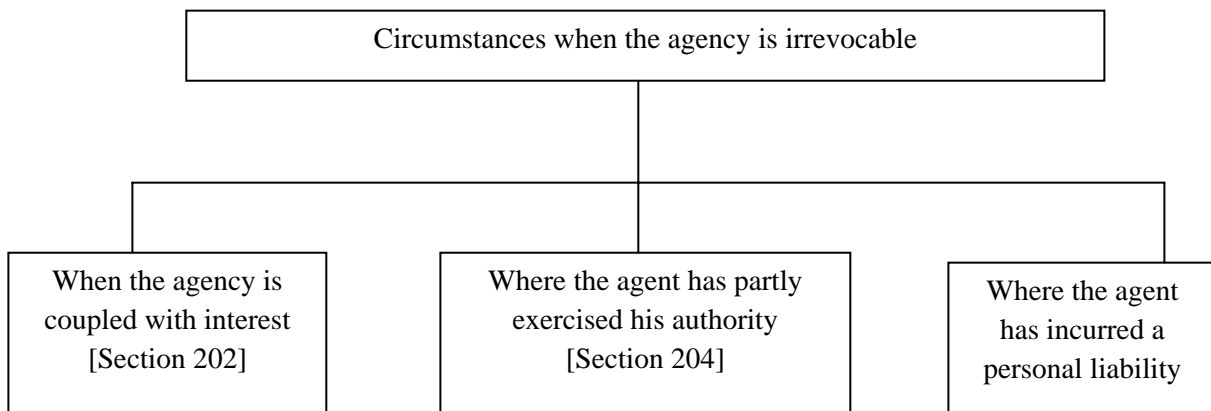 Circumstances when the agency is irrevocable
When the agency is
coupled with interest
[Section 202]
Where the agent has partly
exercised his authority
[Section 204]
Where the agent
has incurred a
personal liability